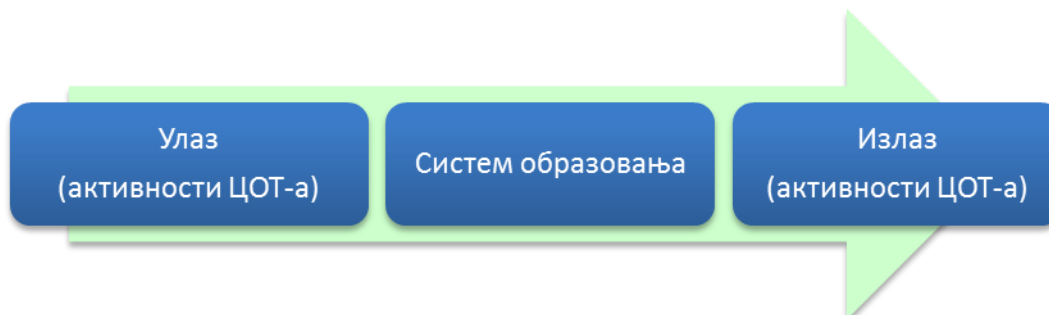 Улаз
(активности ЦОТ-а)
Систем образовања
Излаз
(активности ЦОТ-а)